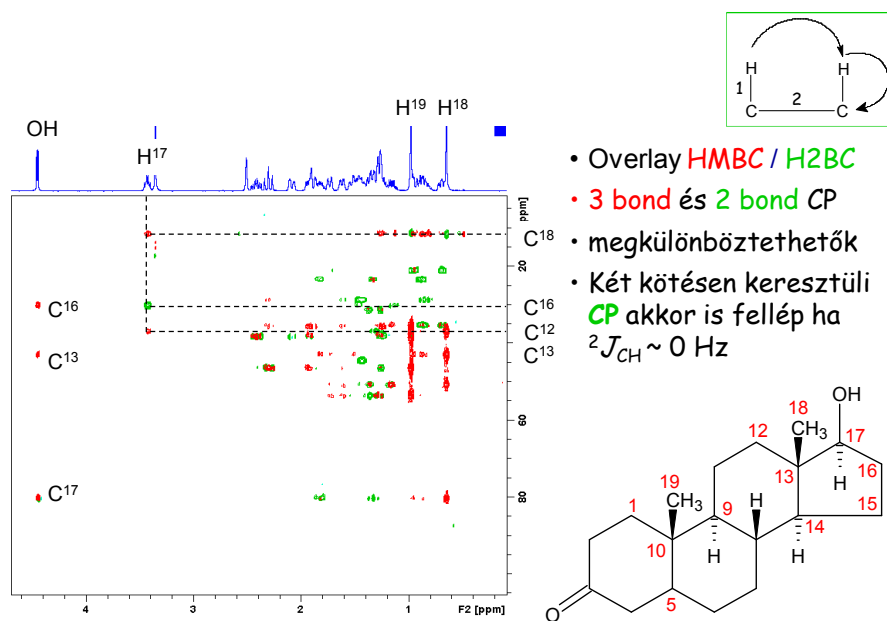 H H
1 2
C C
OH
H17
H19
H18
ppm]
20
60
80
C18
C16
C12
C13
C16
C13
C17
4 3 2 1 F2 [ppm]
• Overlay HMBC / H2BC
• 3 bond és 2 bond CP
• megkülönböztethetők
• Két kötésen keresztüli
CP akkor is fellép ha
²JCH ~ 0 Hz
18 OH
12 CH3 17
19 13 H 16
CH3 H
1 9 15
14
10 H H
5
O